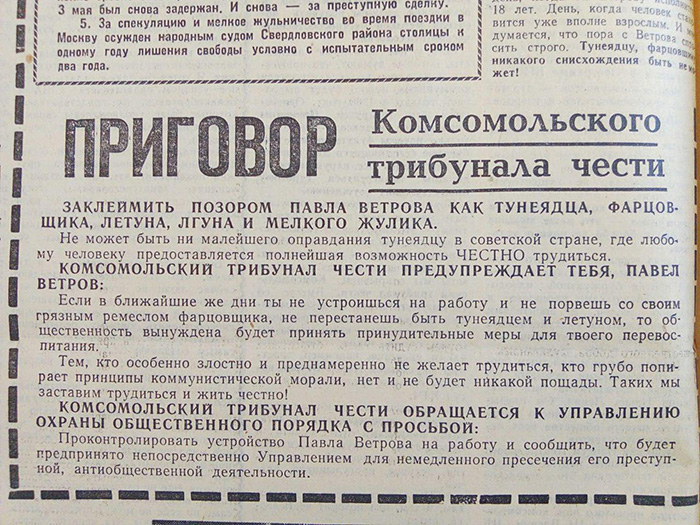 3 мая был снова задержан. И снова — за преступную сделку.
5. За спекуляцию и мелкое жульничество во время поездки в
Москву осужден народным судом Свердловского района столицы к
одному году лишения свободы условно с испытательным сроком
два года.
18 лет. День, когда человек ста-
вится уже вполне взрослым. И
думается, что пора с Ветрова с
сить строго. Тунеядцу, фарцовщи
никакого снисхождения быть не
жет!
ПРИГОВОР Комсомольского
трибунала чести
ЗАКЛЕЙМИТЬ ПОЗОРОМ ПАВЛА ВЕТРОВА КАК ТУНЕЯДЦА, ФАРЦОВ-
ЩИКА, ЛЕТУНА, ЛГУНА И МЕЛКОГО ЖУЛИКА.
Не может быть ни малейшего оправдания тунеядцу в советской стране, где любо-
му человеку предоставляется полнейшая возможность ЧЕСТНО трудиться.
КОМСОМОЛЬСКИЙ ТРИБУНАЛ ЧЕСТИ ПРЕДУПРЕЖДАЕТ ТЕБЯ, ПАВЕЛ
ВЕТРОВ:
Если в ближайшие же дни ты не устроишься на работу и не порвешь со своим
грязным ремеслом фарцовщика, не перестанешь быть тунеядцем и летуном, то об-
щественность вынуждена будет принять принудительные меры для твоего перевос-
питания.
Тем, кто особенно злостно и преднамеренно не желает трудиться, кто грубо попи-
рает принципы коммунистической морали, нет и не будет никакой пощады. Таких мы
заставим трудиться и жить честно!
КОМСОМОЛЬСКИЙ ТРИБУНАЛ ЧЕСТИ ОБРАЩАЕТСЯ К УПРАВЛЕНИЮ
ОХРАНЫ ОБЩЕСТВЕННОГО ПОРЯДКА С ПРОСЬБОЙ:
Проконтролировать устройство Павла Ветрова на работу и сообщить, что будет
предпринято непосредственно Управлением для немедленного пресечения его преступ-
ной, антиобщественной деятельности.